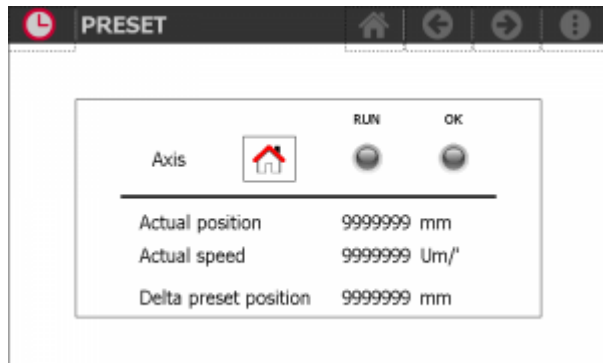 PRESET
RUN OK
Axis
Actual position 9999999 mm
Actual speed 9999999 Um/'
Delta preset position 9999999 mm